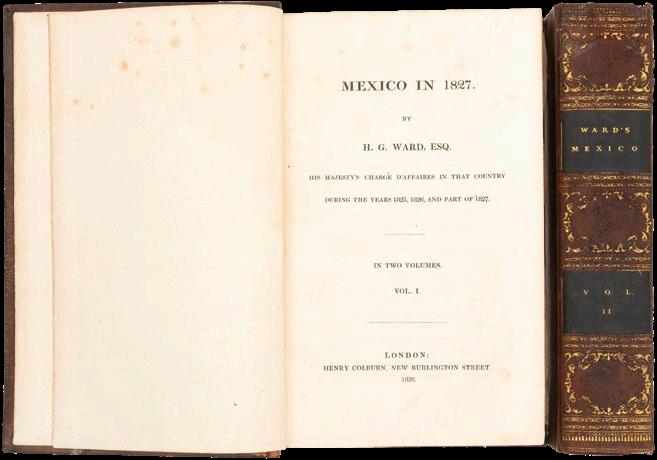 MEXICO IN 1827.
BY
H. G. WARD, ESQ.
HIS MAJESTY'S CHARGÉ D'AFFAIRES IN THAT COUNTRY
DURING THE YEARS 1825, 1826, AND PART OF 1827.
IN TWO VOLUMES.
VOL. I.
LONDON:
HENRY COLBURN, NEW BURLINGTON STREET.
1828.
WARD'S
MEXICO
VOL.
II